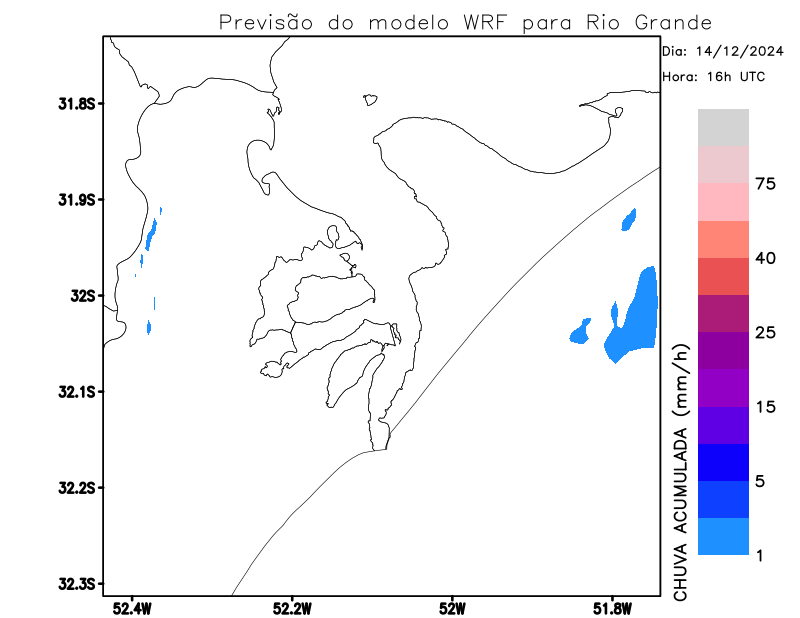 Previsão do modelo WRF para Rio Grande
Dia: 14/12/2024
Hora: 16h UTC
31.8S
31.9S
32S
32.1S
32.2S
32.3S
52.4W
52.2W
52W
51.8W
75
40
25
15
5
1
CHUVA ACUMULADA (mm/h)